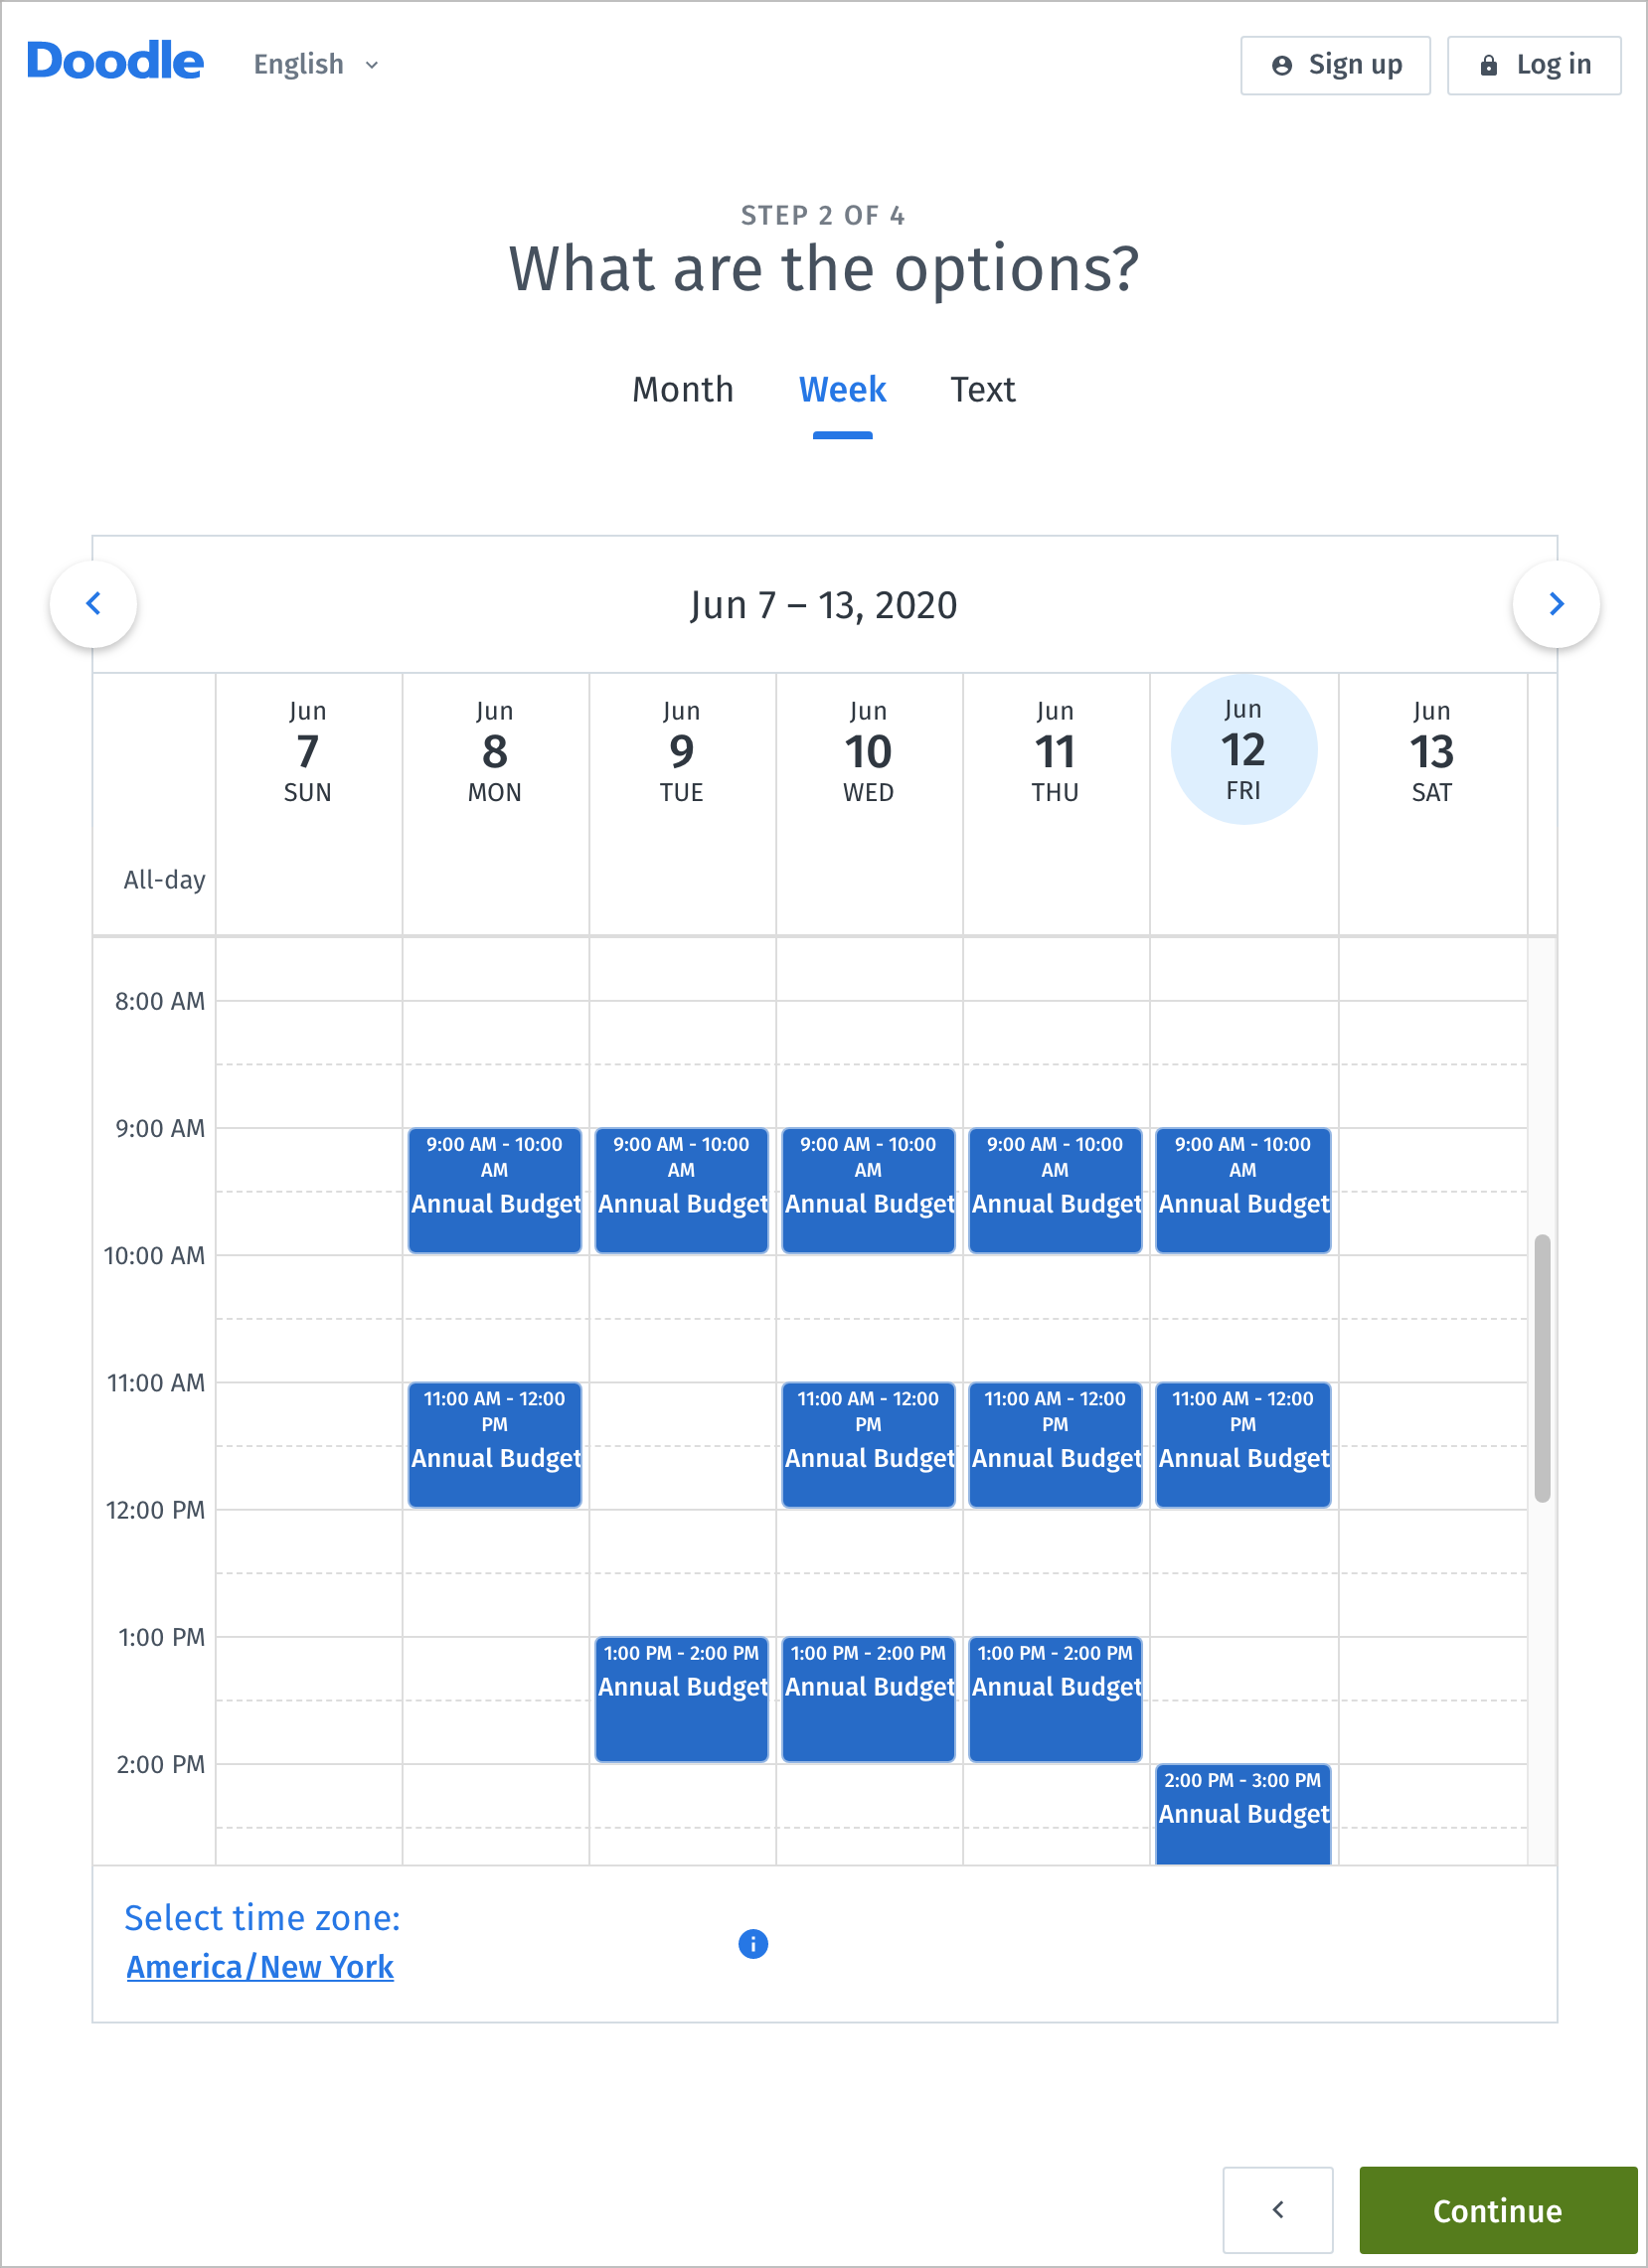 Doodle English Sign up Log in
STEP 2 OF 4
What are the options?
Month Week Text
Jun 7 – 13, 2020
Jun Jun Jun Jun Jun Jun Jun
7 8 9 10 11 12 13
SUN MON TUE WED THU FRI SAT
All-day
8:00 AM
9:00 AM
9:00 AM - 10:00 9:00 AM - 10:00 9:00 AM - 10:00 9:00 AM - 10:00 9:00 AM - 10:00
AM AM AM AM AM
Annual Budget Annual Budget Annual Budget Annual Budget Annual Budget
10:00 AM
11:00 AM
11:00 AM - 12:00 11:00 AM - 12:00 11:00 AM - 12:00 11:00 AM - 12:00
PM PM PM PM
Annual Budget Annual Budget Annual Budget Annual Budget
12:00 PM
1:00 PM
1:00 PM - 2:00 PM 1:00 PM - 2:00 PM 1:00 PM - 2:00 PM
Annual Budget Annual Budget Annual Budget
2:00 PM
2:00 PM - 3:00 PM
Annual Budget
Select time zone:
America/New York
Continue